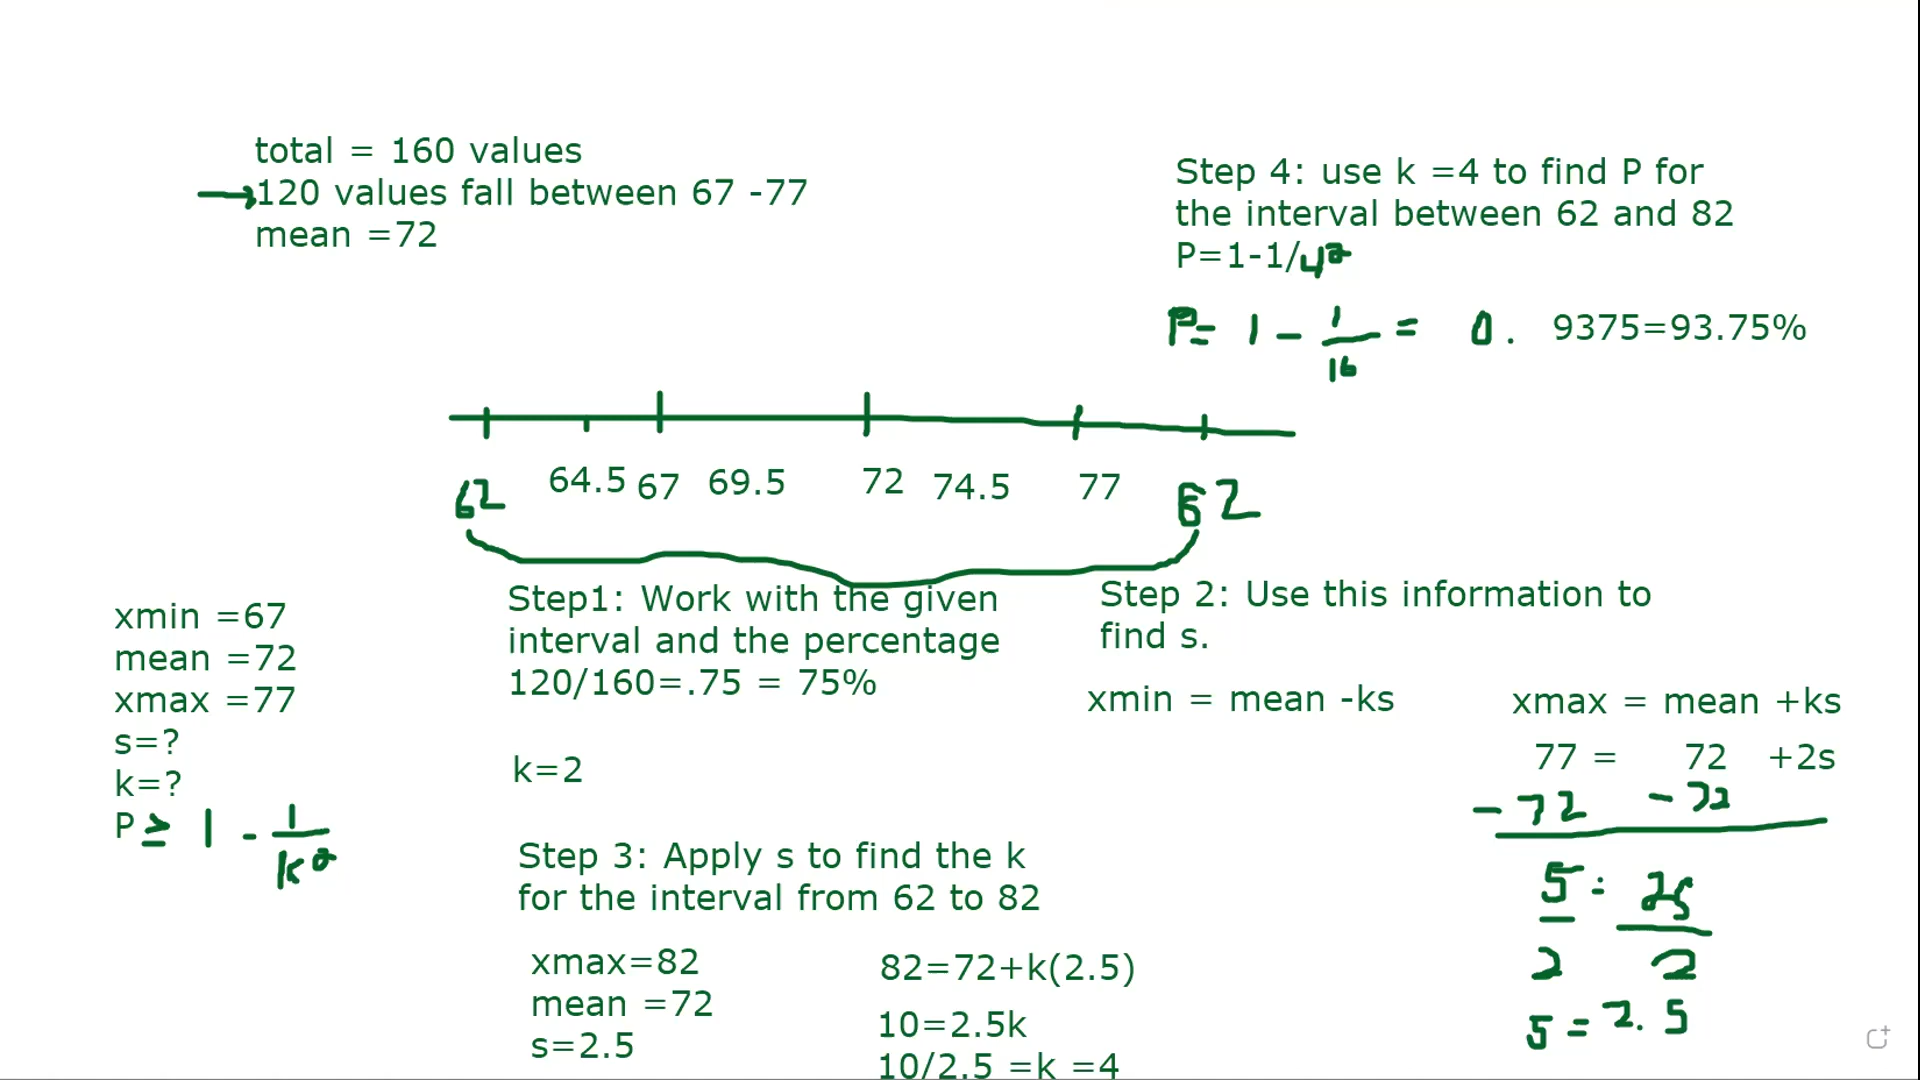 total = 160 values
120 values fall between 67 -77
mean =72
Step 4: use k =4 to find P for
the interval between 62 and 82
P=1-1/4²
P= 1 - 1/16 = 0. 9375=93.75%
62 64.5 67 69.5 72 74.5 77 82
xmin =67
mean =72
xmax =77
s=?
k=?
P ≥ 1 - 1/k²
Step1: Work with the given
interval and the percentage
120/160=.75 = 75%
k=2
Step 2: Use this information to
find s.
xmin = mean -ks
xmax = mean +ks
77 = 72 +2s
-72 -72
5 = 2s
2 2
s = 2.5
Step 3: Apply s to find the k
for the interval from 62 to 82
xmax=82
mean =72
s=2.5
82=72+k(2.5)
10=2.5k
10/2.5 =k =4